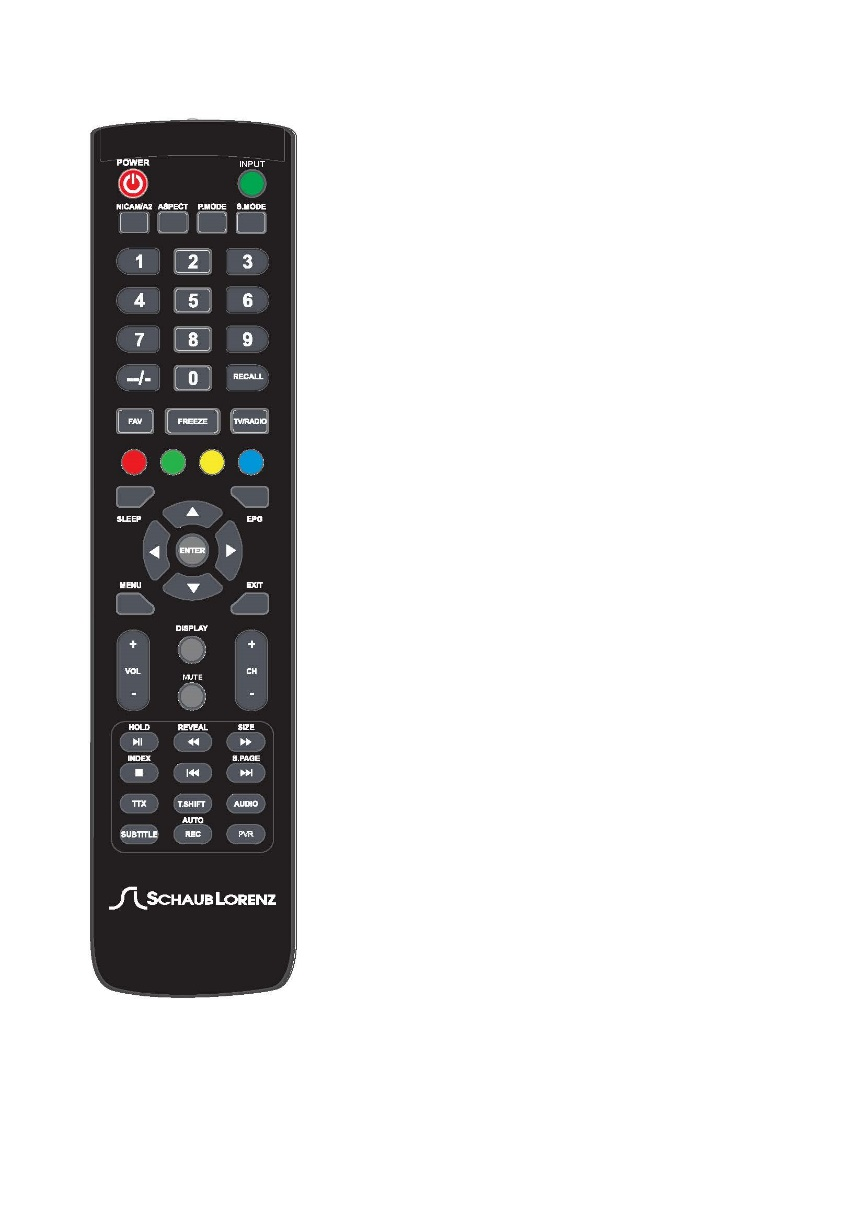 POWER INPUT
NICAM/A2 ASPECT P.MODE S.MODE
1 2 3
4 5 6
7 8 9
--/- 0 RECALL
FAV FREEZE TV/RADIO
SLEEP EPG
ENTER
MENU EXIT
DISPLAY
+ +
VOL CH
MUTE
- -
HOLD REVEAL SIZE
INDEX S.PAGE
TTX T.SHIFT AUDIO
AUTO
SUBTITLE REC PVR
SCHAUB LORENZ